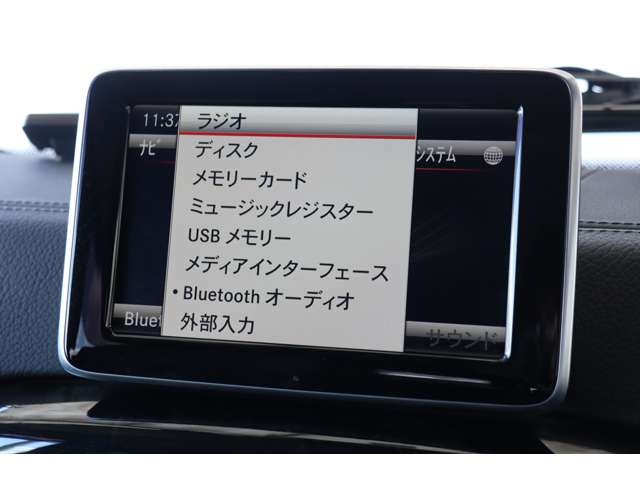 11:37
ラジオ
ナビ
システム
ディスク
メモリーカード
ミュージックレジスター
USB メモリー
メディアインターフェース
• Bluetooth オーディオ
外部入力
サウンド